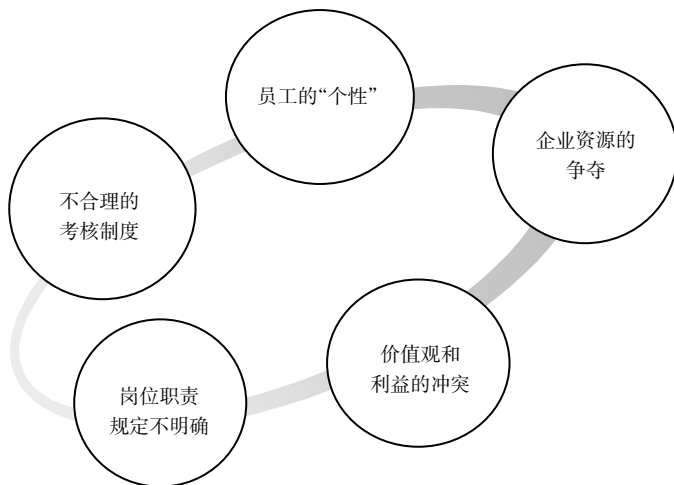 员工的“个性”
企业资源的
争夺
不合理的
考核制度
价值观和
利益的冲突
岗位职责
规定不明确